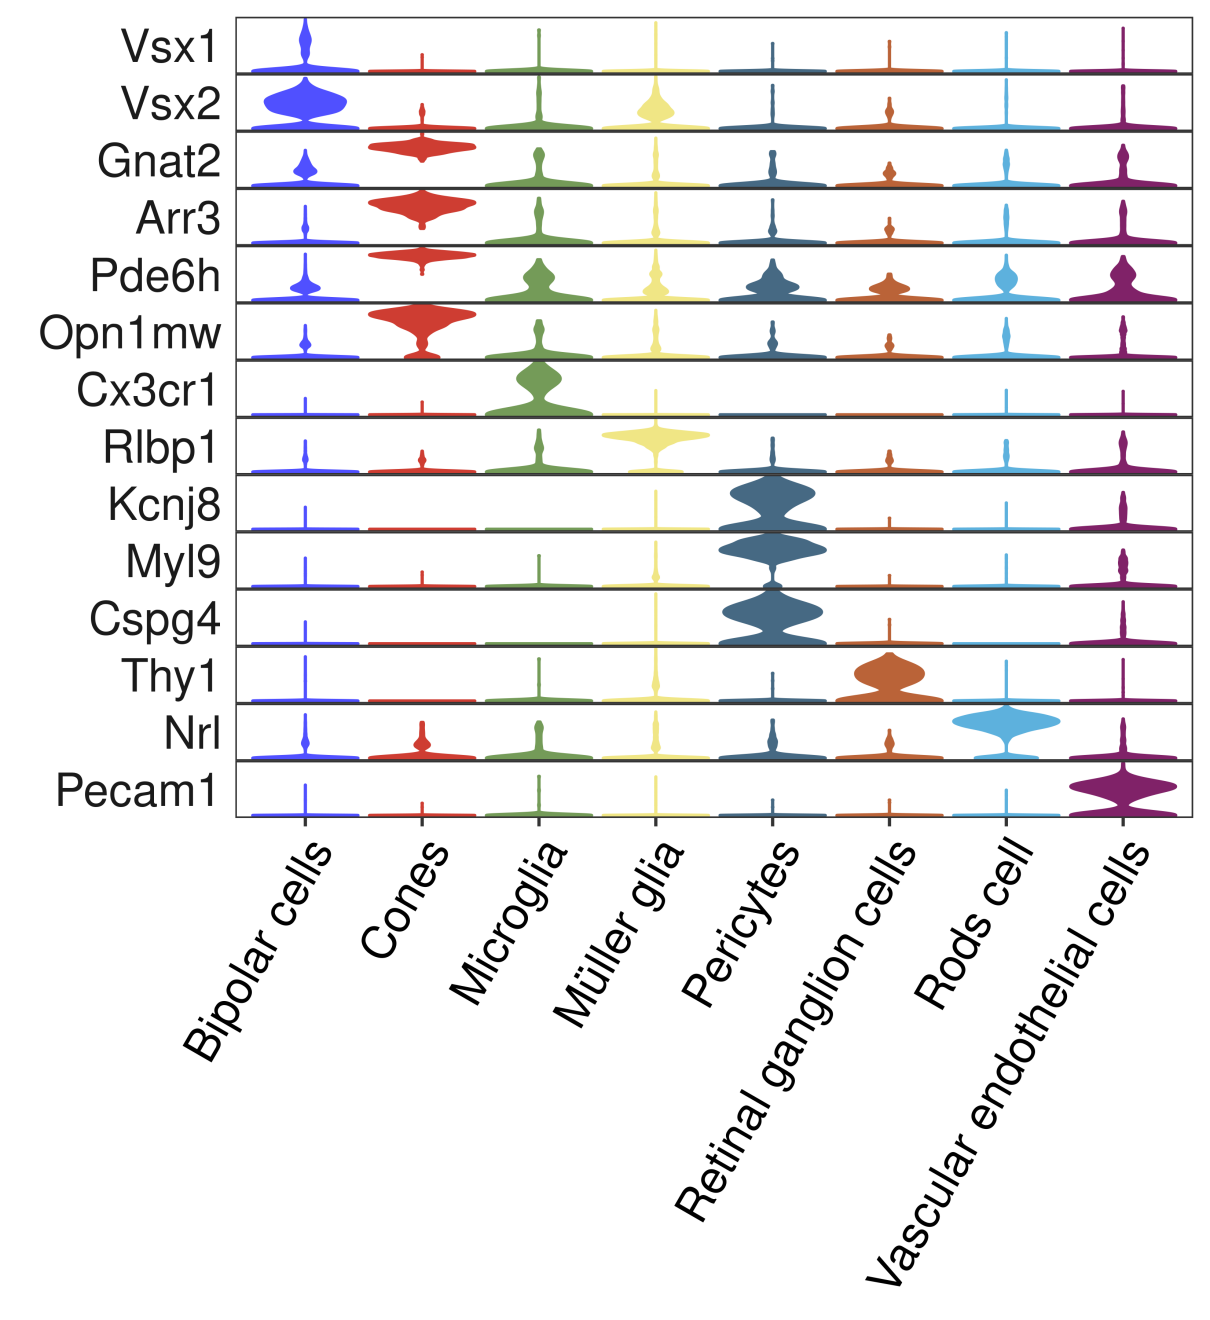 Vsx1
Vsx2
Gnat2
Arr3
Pde6h
Opn1mw
Cx3cr1
Rlbp1
Kcnj8
Myl9
Cspg4
Thy1
Nrl
Pecam1
Bipolar cells
Cones
Microglia
Müller glia
Pericytes
Retinal ganglion cells
Rods cell
Vascular endothelial cells